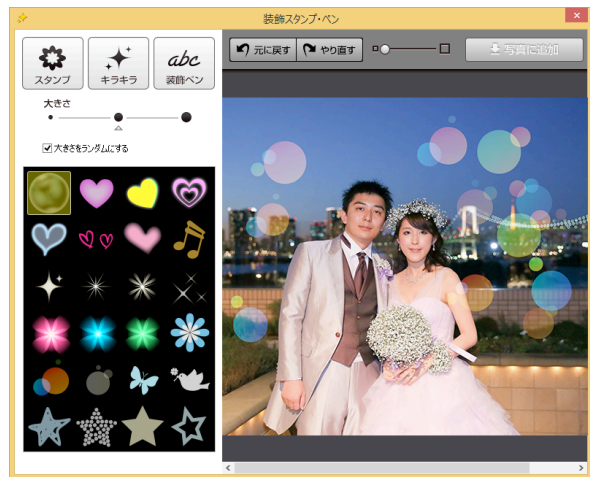 装飾スタンプ・ペン
スタンプ
キラキラ
abc
装飾ペン
元に戻す
やり直す
写真に追加
大きさ
大きさをランダムにする